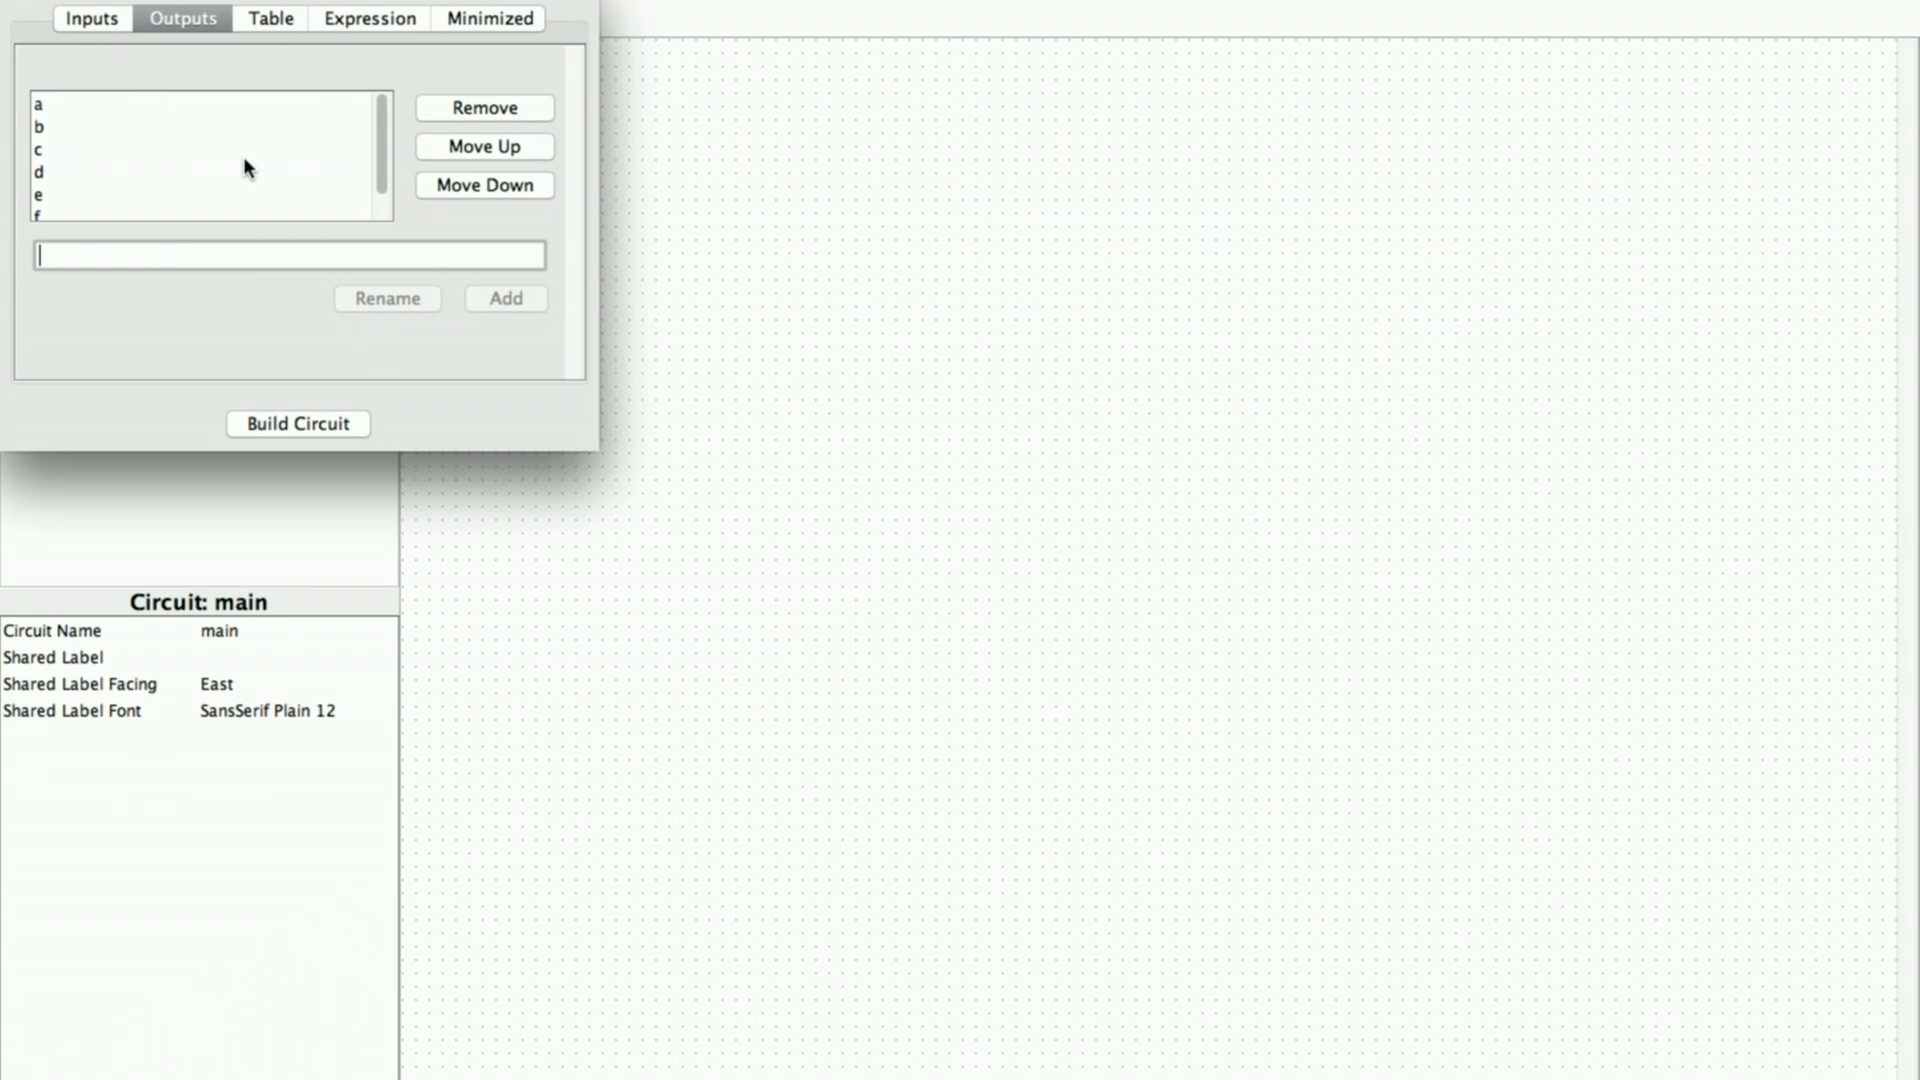 Inputs Outputs Table Expression Minimized
a
b
c
d
e
f
Remove
Move Up
Move Down
Rename Add
Build Circuit
Circuit: main
Circuit Name main
Shared Label
Shared Label Facing East
Shared Label Font SansSerif Plain 12